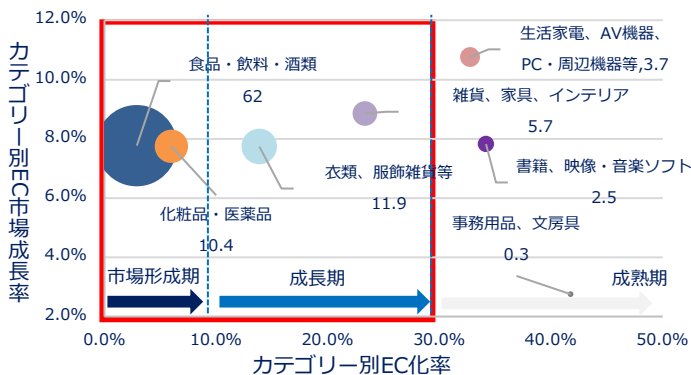 12.0%
10.0%
8.0%
6.0%
4.0%
2.0%
カテゴリー別EC市場成長率
食品・飲料・酒類
62
化粧品・医薬品
10.4
衣類、服飾雑貨等
11.9
生活家電、AV機器、
PC・周辺機器等,3.7
雑貨、家具、インテリア
5.7
書籍、映像・音楽ソフト
2.5
事務用品、文房具
0.3
市場形成期
成長期
成熟期
0.0%
10.0%
20.0%
30.0%
40.0%
50.0%
カテゴリー別EC化率